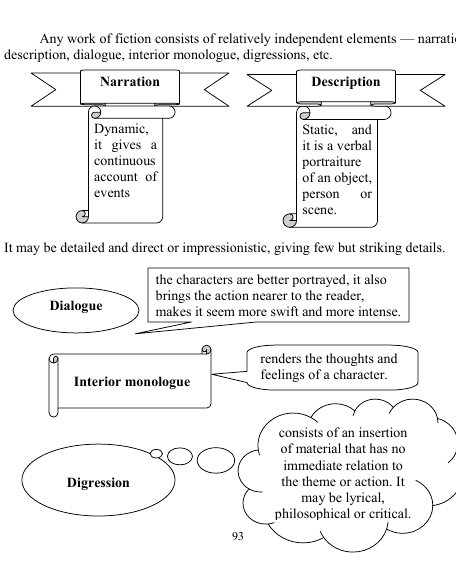 Any work of fiction consists of relatively independent elements — narrati
description, dialogue, interior monologue, digressions, etc.
Narration
Dynamic,
it gives a
continuous
account of
events
Description
Static, and
it is a verbal
portraiture
of an object,
person or
scene.
It may be detailed and direct or impressionistic, giving few but striking details.
Dialogue
the characters are better portrayed, it also
brings the action nearer to the reader,
makes it seem more swift and more intense.
Interior monologue
renders the thoughts and
feelings of a character.
Digression
consists of an insertion
of material that has no
immediate relation to
the theme or action. It
may be lyrical,
philosophical or critical.
93